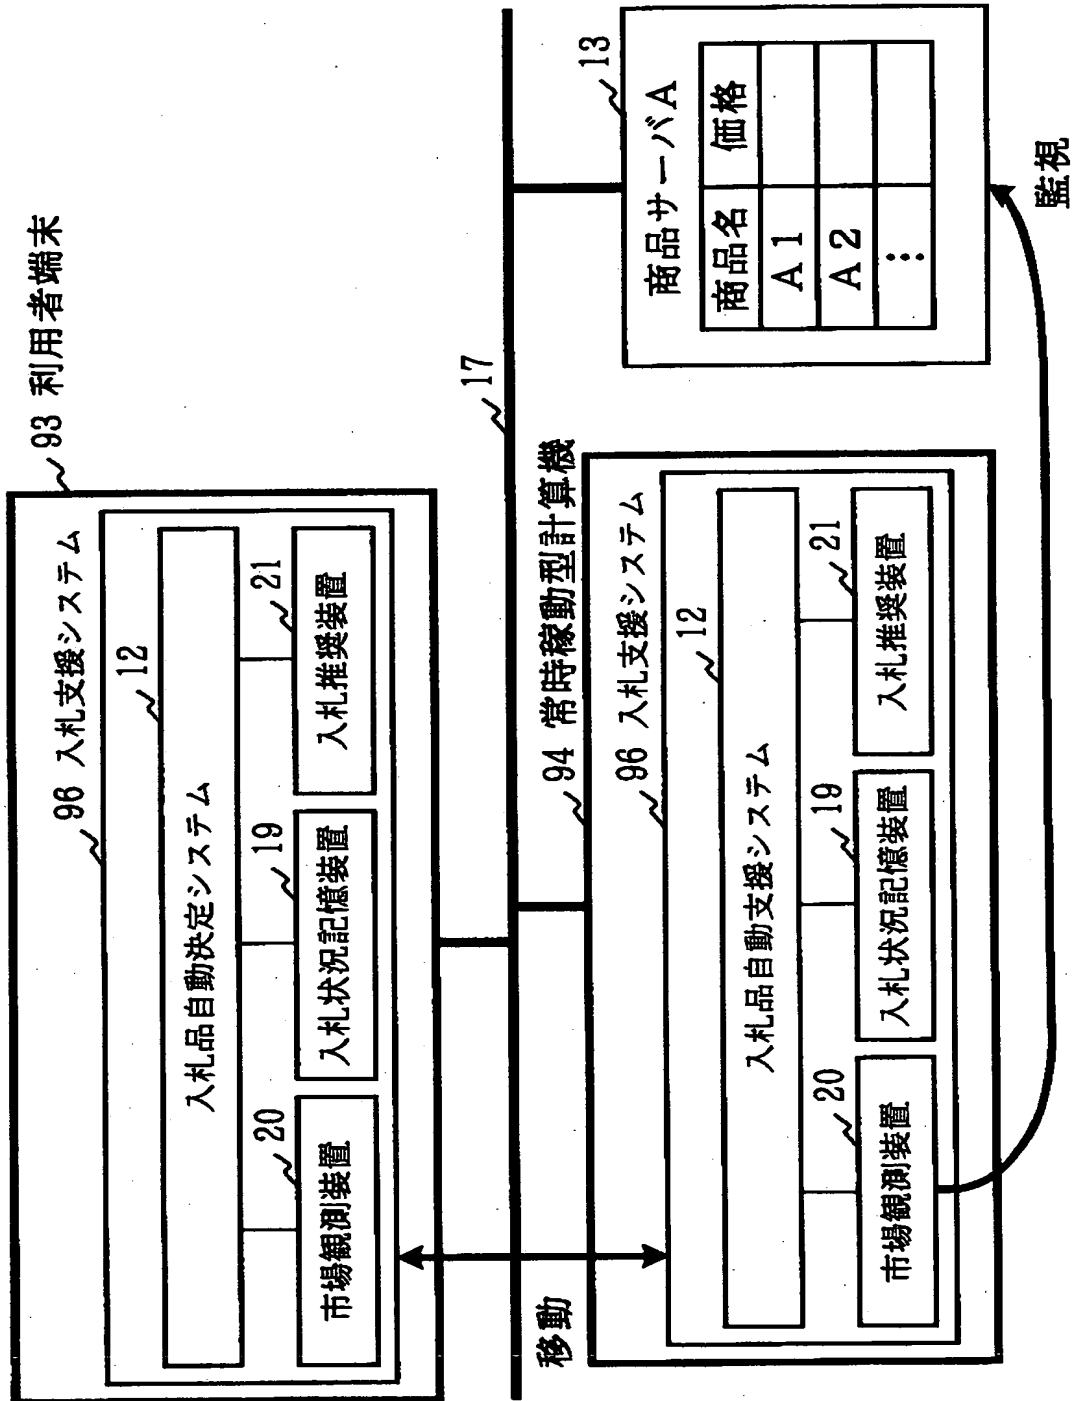 93 利用者端末
96 入札支援システム
12
入札品自動決定システム
20
19
21
市場観測装置
入札状況記憶装置
入札推奨装置
17
移動
94 常時稼動型計算機
96 入札支援システム
12
入札品自動支援システム
20
19
21
市場観測装置
入札状況記憶装置
入札推奨装置
13
商品サーバA
商品名 価格
A1
A2
⋮
監視